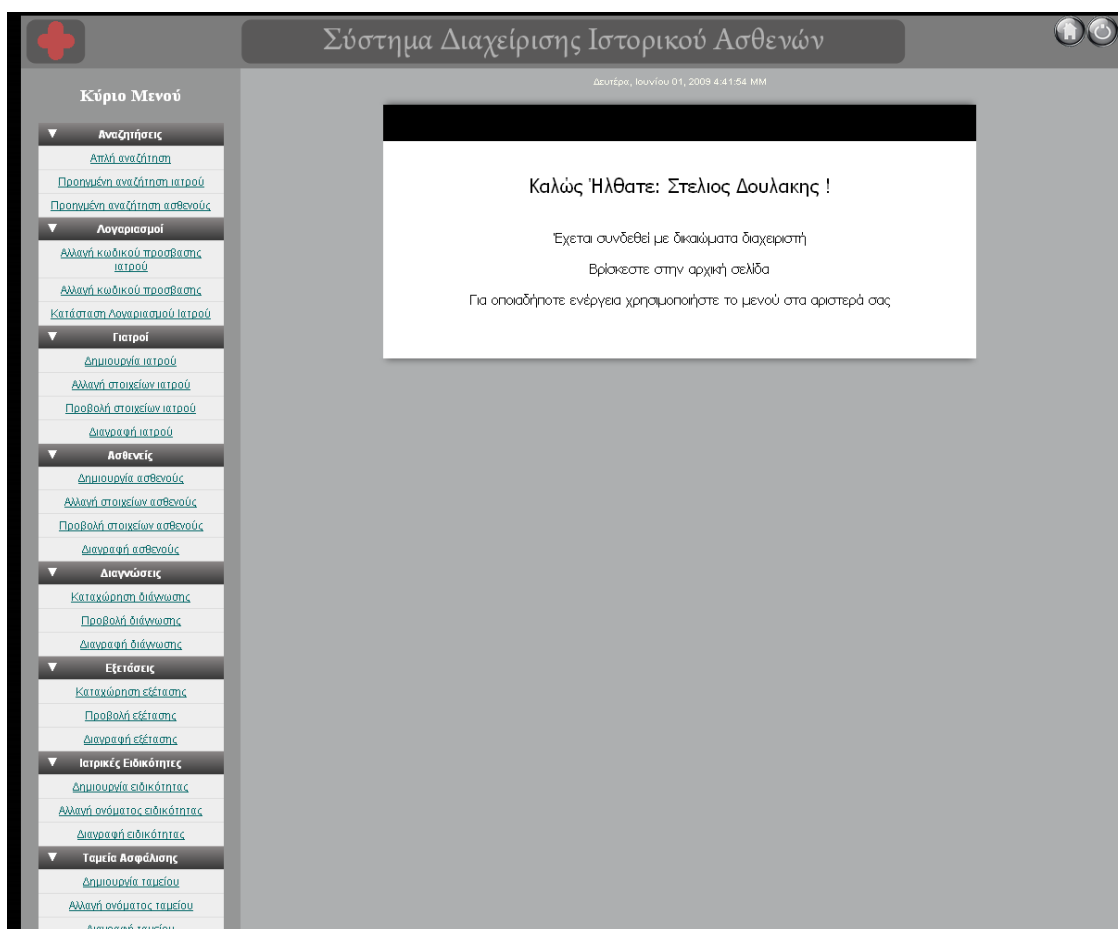 Σύστημα Διαχείρισης Ιστορικού Ασθενών
Δευτέρα, Ιουνίου 01, 2009 4:41:54 ΜΜ
Κύριο Μενού
Αναζητήσεις
Απλή αναζήτηση
Προηγμένη αναζήτηση ιατρού
Προηγμένη αναζήτηση ασθενούς
Λογαριασμοί
Αλλαγή κωδικού προσβασης
ιατρού
Αλλαγή κωδικού προσβασης
Κατάσταση Λογαριασμού Ιατρού
Γιατροί
Δημιουργία ιατρού
Αλλαγή στοιχείων ιατρού
Προβολή στοιχείων ιατρού
Διαγραφή ιατρού
Ασθενείς
Δημιουργία ασθενούς
Αλλαγή στοιχείων ασθενούς
Προβολή στοιχείων ασθενούς
Διαγραφή ασθενούς
Διαγνώσεις
Καταχώρηση διάγνωσης
Προβολή διάγνωσης
Διαγραφή διάγνωσης
Εξετάσεις
Καταχώρηση εξέτασης
Προβολή εξέτασης
Διαγραφή εξέτασης
Ιατρικές Ειδικότητες
Δημιουργία ειδικότητας
Αλλαγή ονόματος ειδικότητας
Διαγραφή ειδικότητας
Ταμεία Ασφάλισης
Δημιουργία ταμείου
Αλλαγή ονόματος ταμείου
Διαγραφή ταμείου
Καλώς Ήλθατε: Στελιος Δουλακης !
Έχεται συνδεθεί με δικαιώματα διαχειριστή
Βρίσκεστε στην αρχική σελίδα
Για οποιαδήποτε ενέργεια χρησιμοποιήστε το μενού στα αριστερά σας